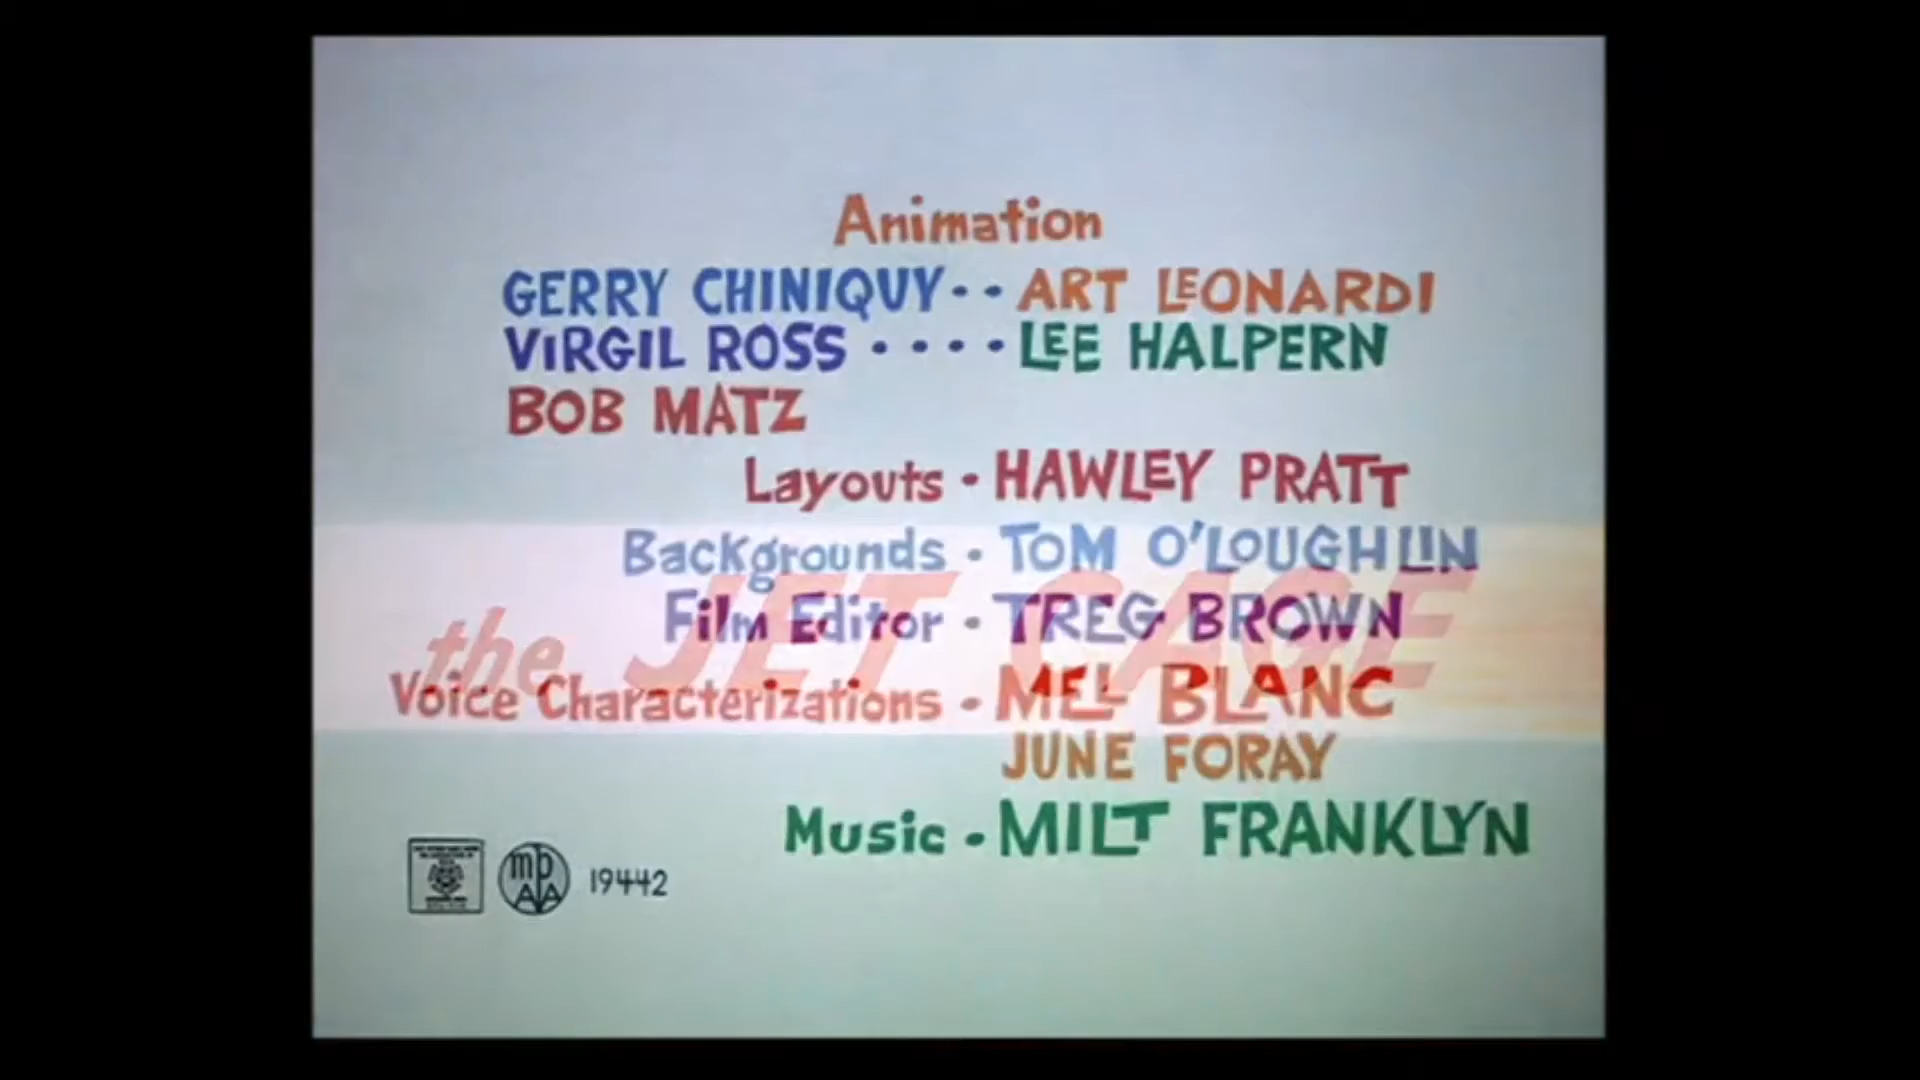 Animation
GERRY CHINIQUY - - ART LEONARDI
VIRGIL ROSS . . . . LEE HALPERN
BOB MATZ
Layouts - HAWLEY PRATT
Backgrounds - TOM O'LOUGHLIN
the JET CAGE
Film Editor - TREG BROWN
Voice Characterizations - MEL BLANC
JUNE FORAY
Music - MILT FRANKLYN
mpAA 19442